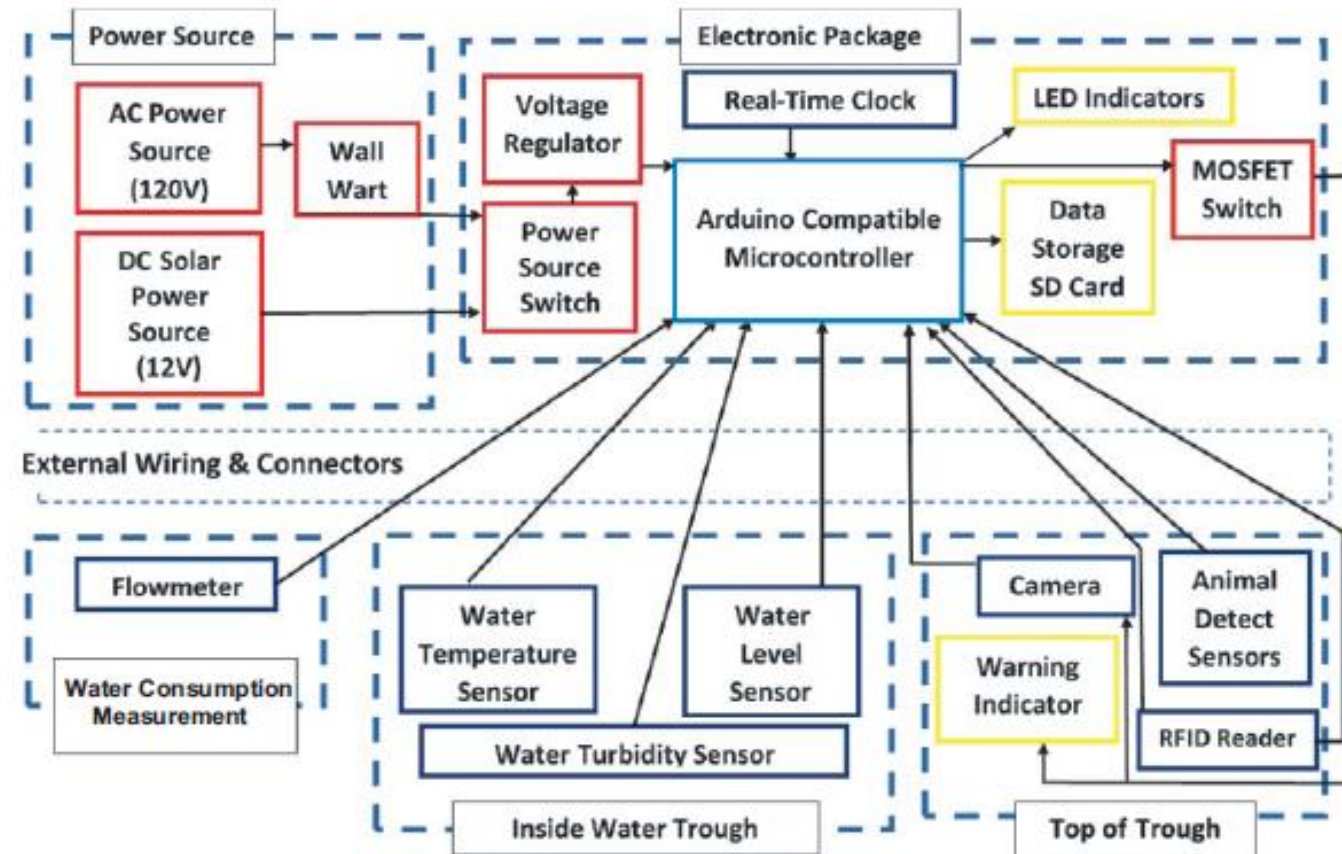 Power Source
AC Power
Source
(120V)
Wall
Wart
DC Solar
Power
Source
(12V)
Electronic Package
Voltage
Regulator
Power
Source
Switch
Real-Time Clock
Arduino Compatible
Microcontroller
LED Indicators
Data
Storage
SD Card
MOSFET
Switch
External Wiring & Connectors
Flowmeter
Water Consumption
Measurement
Water
Temperature
Sensor
Water
Level
Sensor
Water Turbidity Sensor
Inside Water Trough
Camera
Animal
Detect
Sensors
Warning
Indicator
RFID Reader
Top of Trough